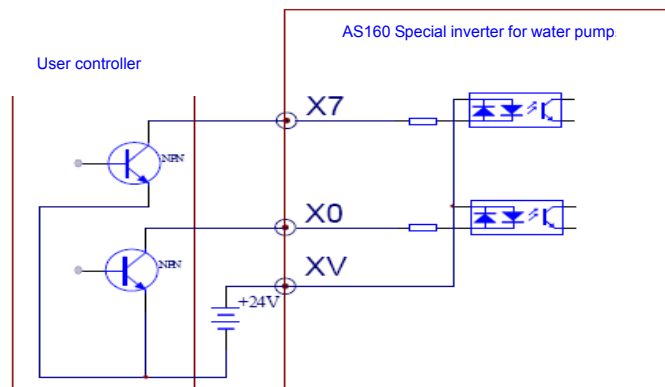 AS160 Special inverter for water pump.
User controller
X7
NPN
X0
NPN
XV
+24V